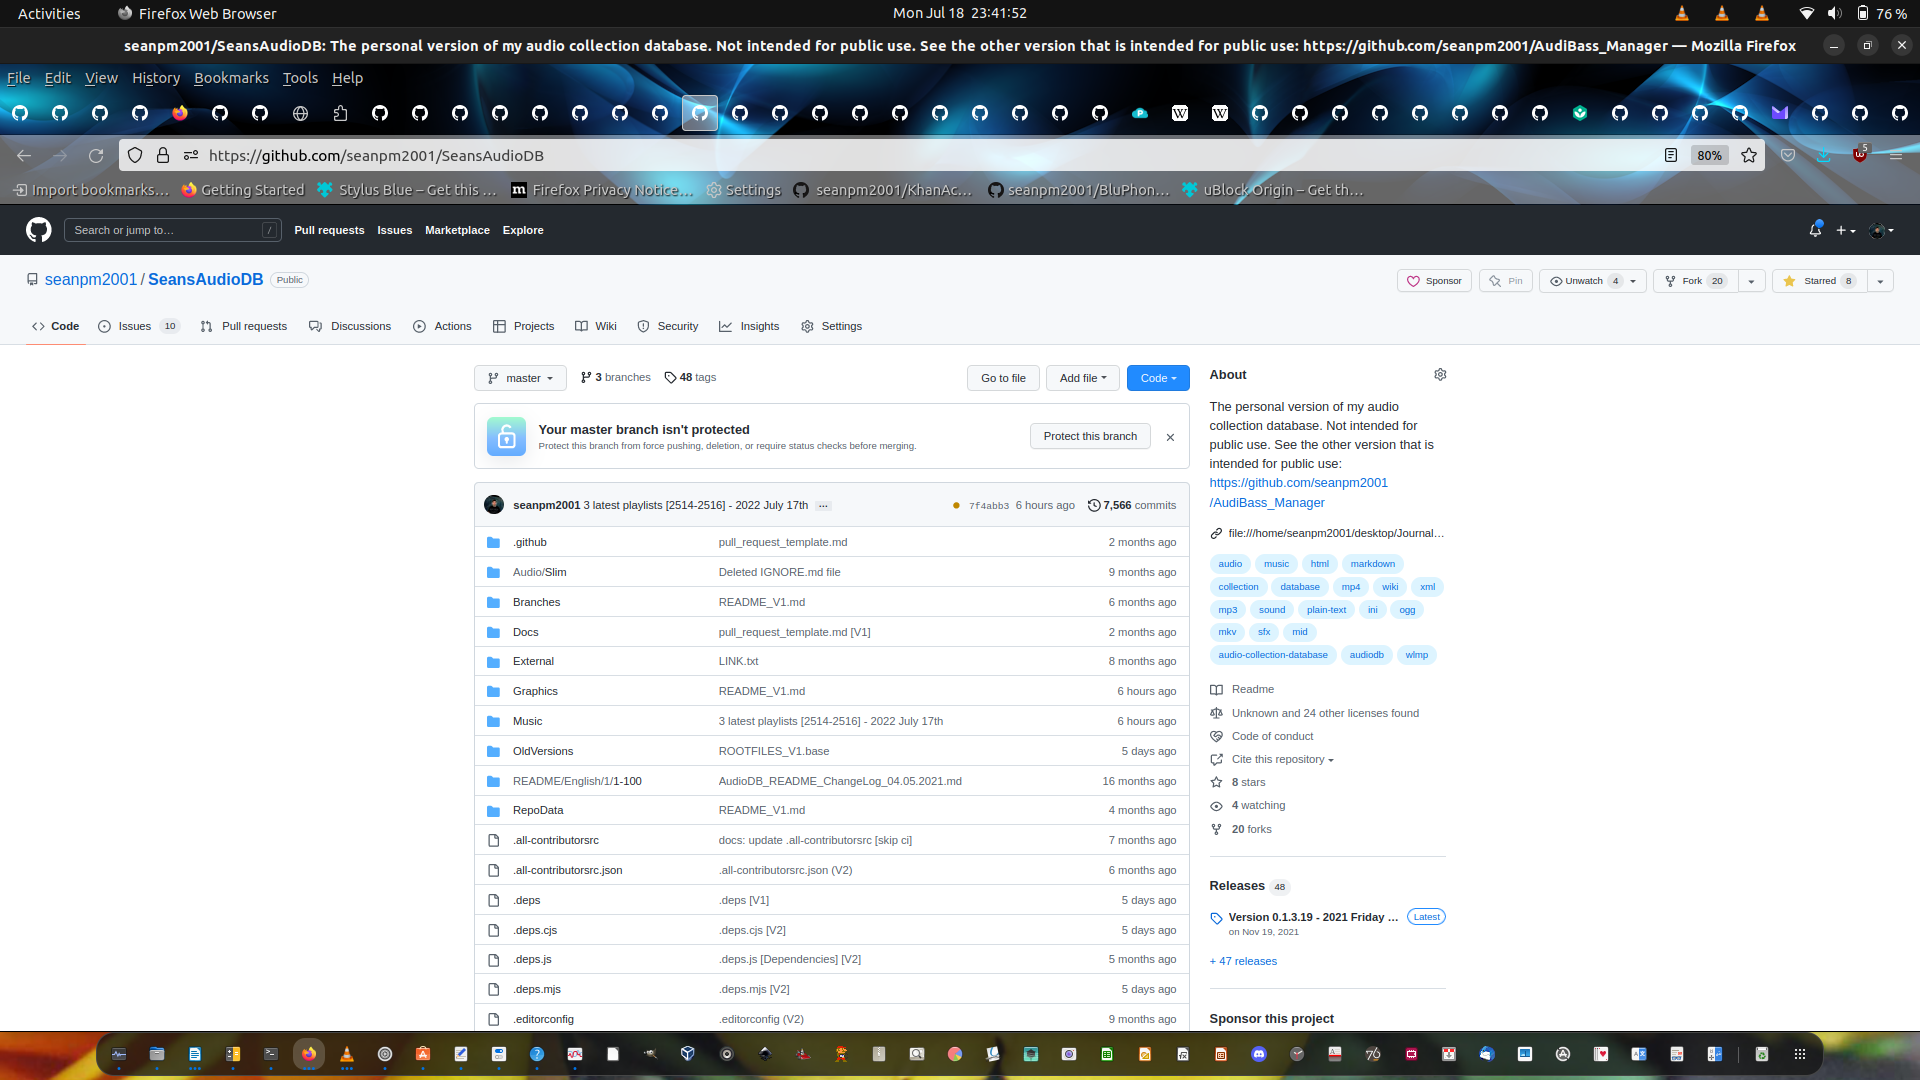 Activities
Firefox Web Browser
Mon Jul 18 23:41:52
76 %
seanpm2001/SeansAudioDB: The personal version of my audio collection database. Not intended for public use. See the other version that is intended for public use: https://github.com/seanpm2001/AudiBass_Manager — Mozilla Firefox
File Edit View History Bookmarks Tools Help
https://github.com/seanpm2001/SeansAudioDB
80%
5
Import bookmarks…
Getting Started
Stylus Blue – Get this …
Firefox Privacy Notice…
Settings
seanpm2001/KhanAc…
seanpm2001/BluPhon…
uBlock Origin – Get th…
Search or jump to…
/
Pull requests Issues Marketplace Explore
seanpm2001 / SeansAudioDB Public
Sponsor
Pin
Unwatch 4
Fork 20
Starred 8
Code
Issues 10
Pull requests
Discussions
Actions
Projects
Wiki
Security
Insights
Settings
master
3 branches
48 tags
Go to file
Add file
Code
Your master branch isn't protected
Protect this branch from force pushing, deletion, or require status checks before merging.
Protect this branch
seanpm2001 3 latest playlists [2514-2516] - 2022 July 17th ... 7f4abb3 6 hours ago 7,566 commits
.github pull_request_template.md 2 months ago
Audio/Slim Deleted IGNORE.md file 9 months ago
Branches README_V1.md 6 months ago
Docs pull_request_template.md [V1] 2 months ago
External LINK.txt 8 months ago
Graphics README_V1.md 6 hours ago
Music 3 latest playlists [2514-2516] - 2022 July 17th 6 hours ago
OldVersions ROOTFILES_V1.base 5 days ago
README/English/1/1-100 AudioDB_README_ChangeLog_04.05.2021.md 16 months ago
RepoData README_V1.md 4 months ago
.all-contributorsrc docs: update .all-contributorsrc [skip ci] 7 months ago
.all-contributorsrc.json .all-contributorsrc.json (V2) 6 months ago
.deps .deps [V1] 5 days ago
.deps.cjs .deps.cjs [V2] 5 days ago
.deps.js .deps.js [Dependencies] [V2] 5 months ago
.deps.mjs .deps.mjs [V2] 5 days ago
.editorconfig .editorconfig (V2) 9 months ago
About
The personal version of my audio
collection database. Not intended for
public use. See the other version that is
intended for public use:
https://github.com/seanpm2001
/AudiBass_Manager
file:///home/seanpm2001/desktop/Journal…
audio music html markdown
collection database mp4 wiki xml
mp3 sound plain-text ini ogg
mkv sfx mid
audio-collection-database audiodb wlmp
Readme
Unknown and 24 other licenses found
Code of conduct
Cite this repository
8 stars
4 watching
20 forks
Releases 48
Version 0.1.3.19 - 2021 Friday … Latest
on Nov 19, 2021
+ 47 releases
Sponsor this project